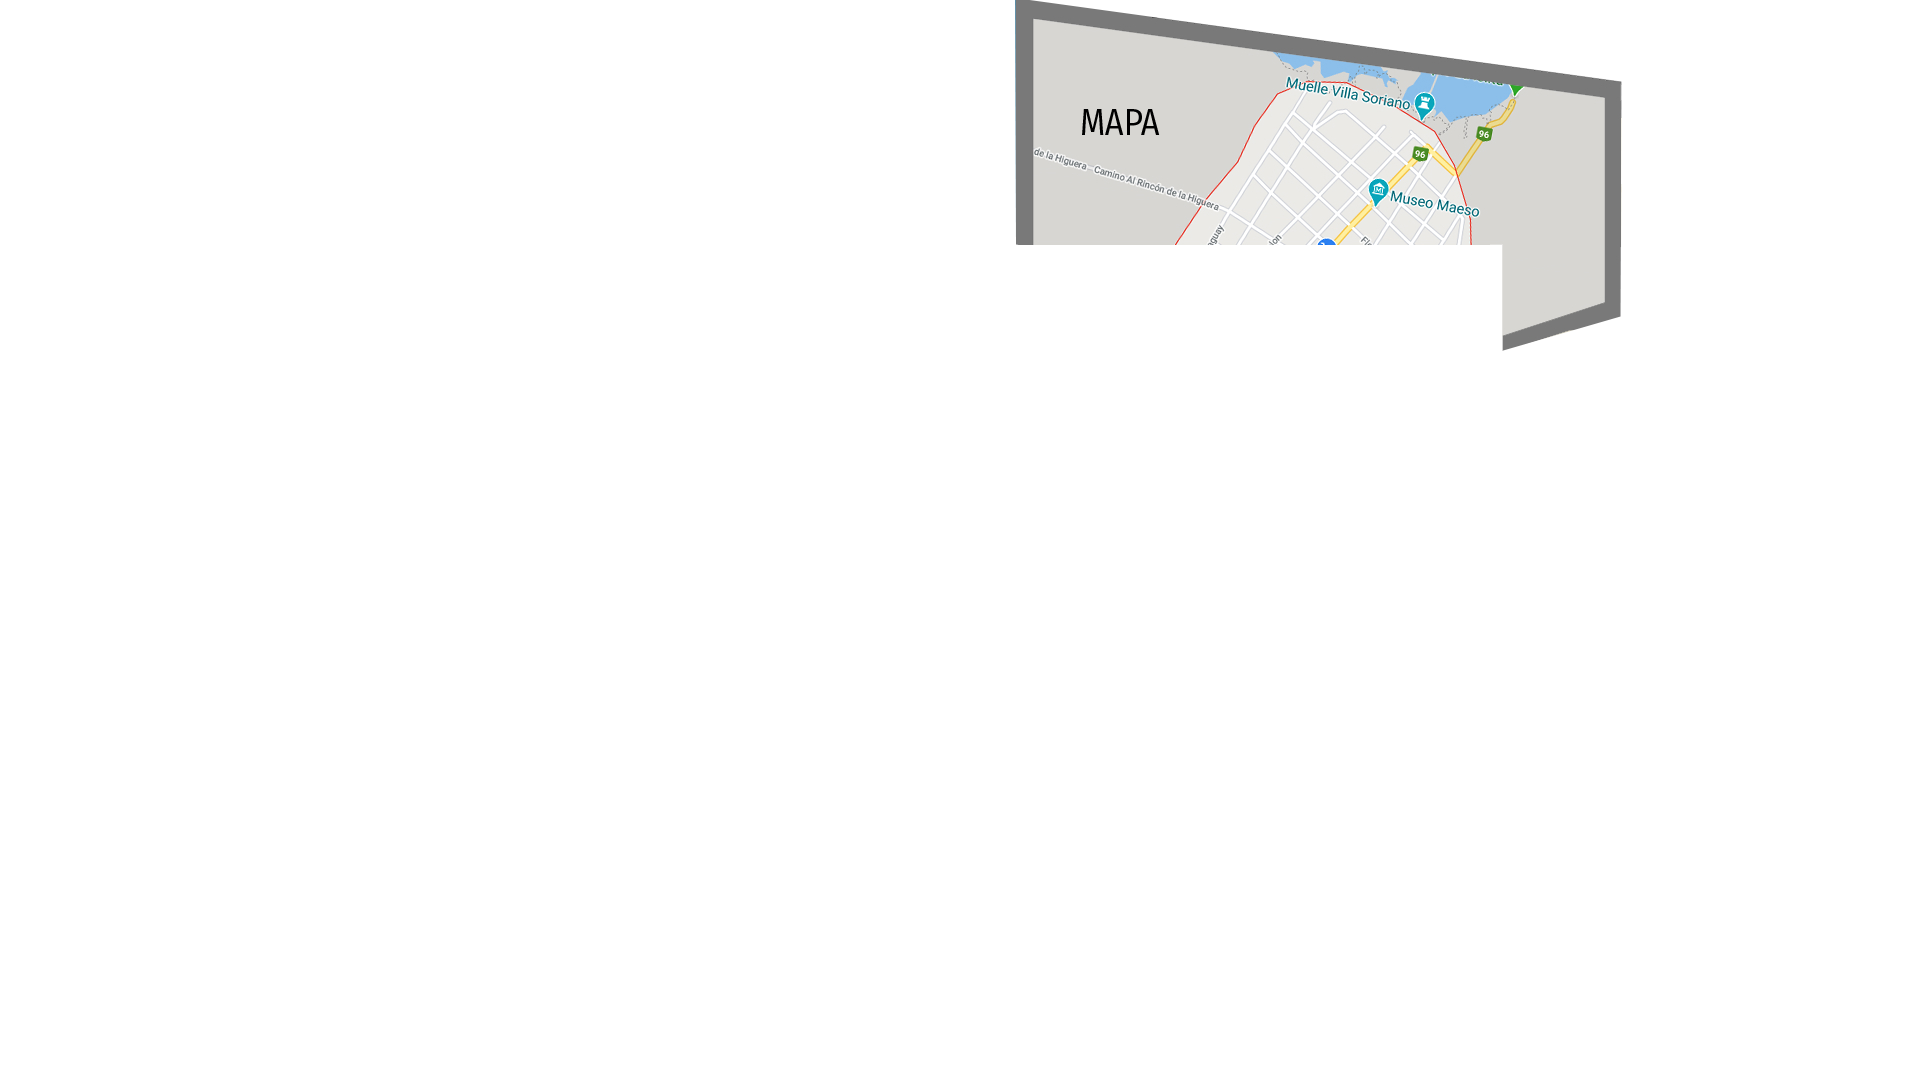 Muelle Villa Soriano
MAPA
96
96
de la Higuera - Camino Al Rincón de la Higuera
Museo Maeso